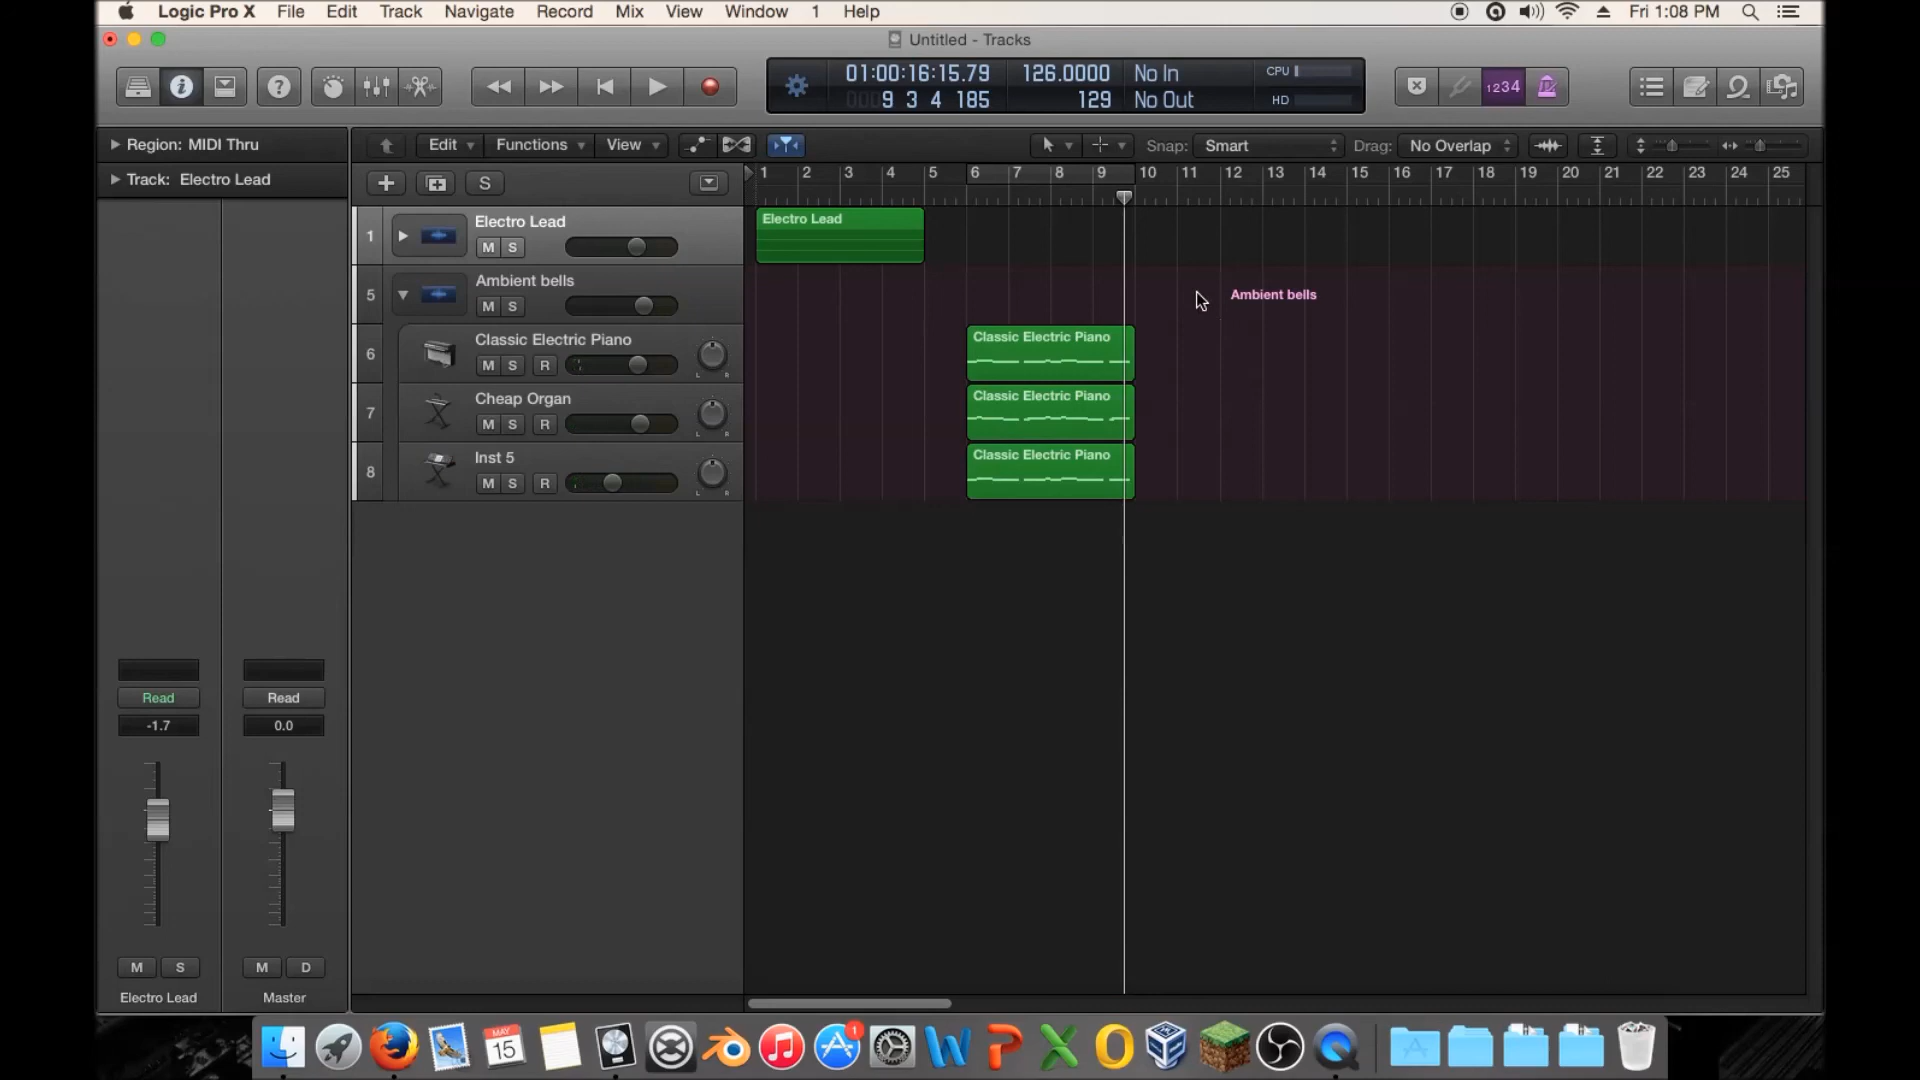 Logic Pro X File Edit Track Navigate Record Mix View Window 1 Help Fri 1:08 PM
Untitled - Tracks
01:00:16:15.79 126.0000 No In CPU
0009 3 4 185 129 No Out HD
1234
Region: MIDI Thru
Edit Functions View Snap: Smart Drag: No Overlap
Track: Electro Lead
S
1 2 3 4 5 6 7 8 9 10 11 12 13 14 15 16 17 18 19 20 21 22 23 24 25
1 Electro Lead
M S
Electro Lead
5 Ambient bells
M S
Ambient bells
6 Classic Electric Piano
M S R L R
Classic Electric Piano
7 Cheap Organ
M S R L R
Classic Electric Piano
8 Inst 5
M S R L R
Classic Electric Piano
Read Read
-1.7 0.0
M S M D
Electro Lead Master
MAY
15
1